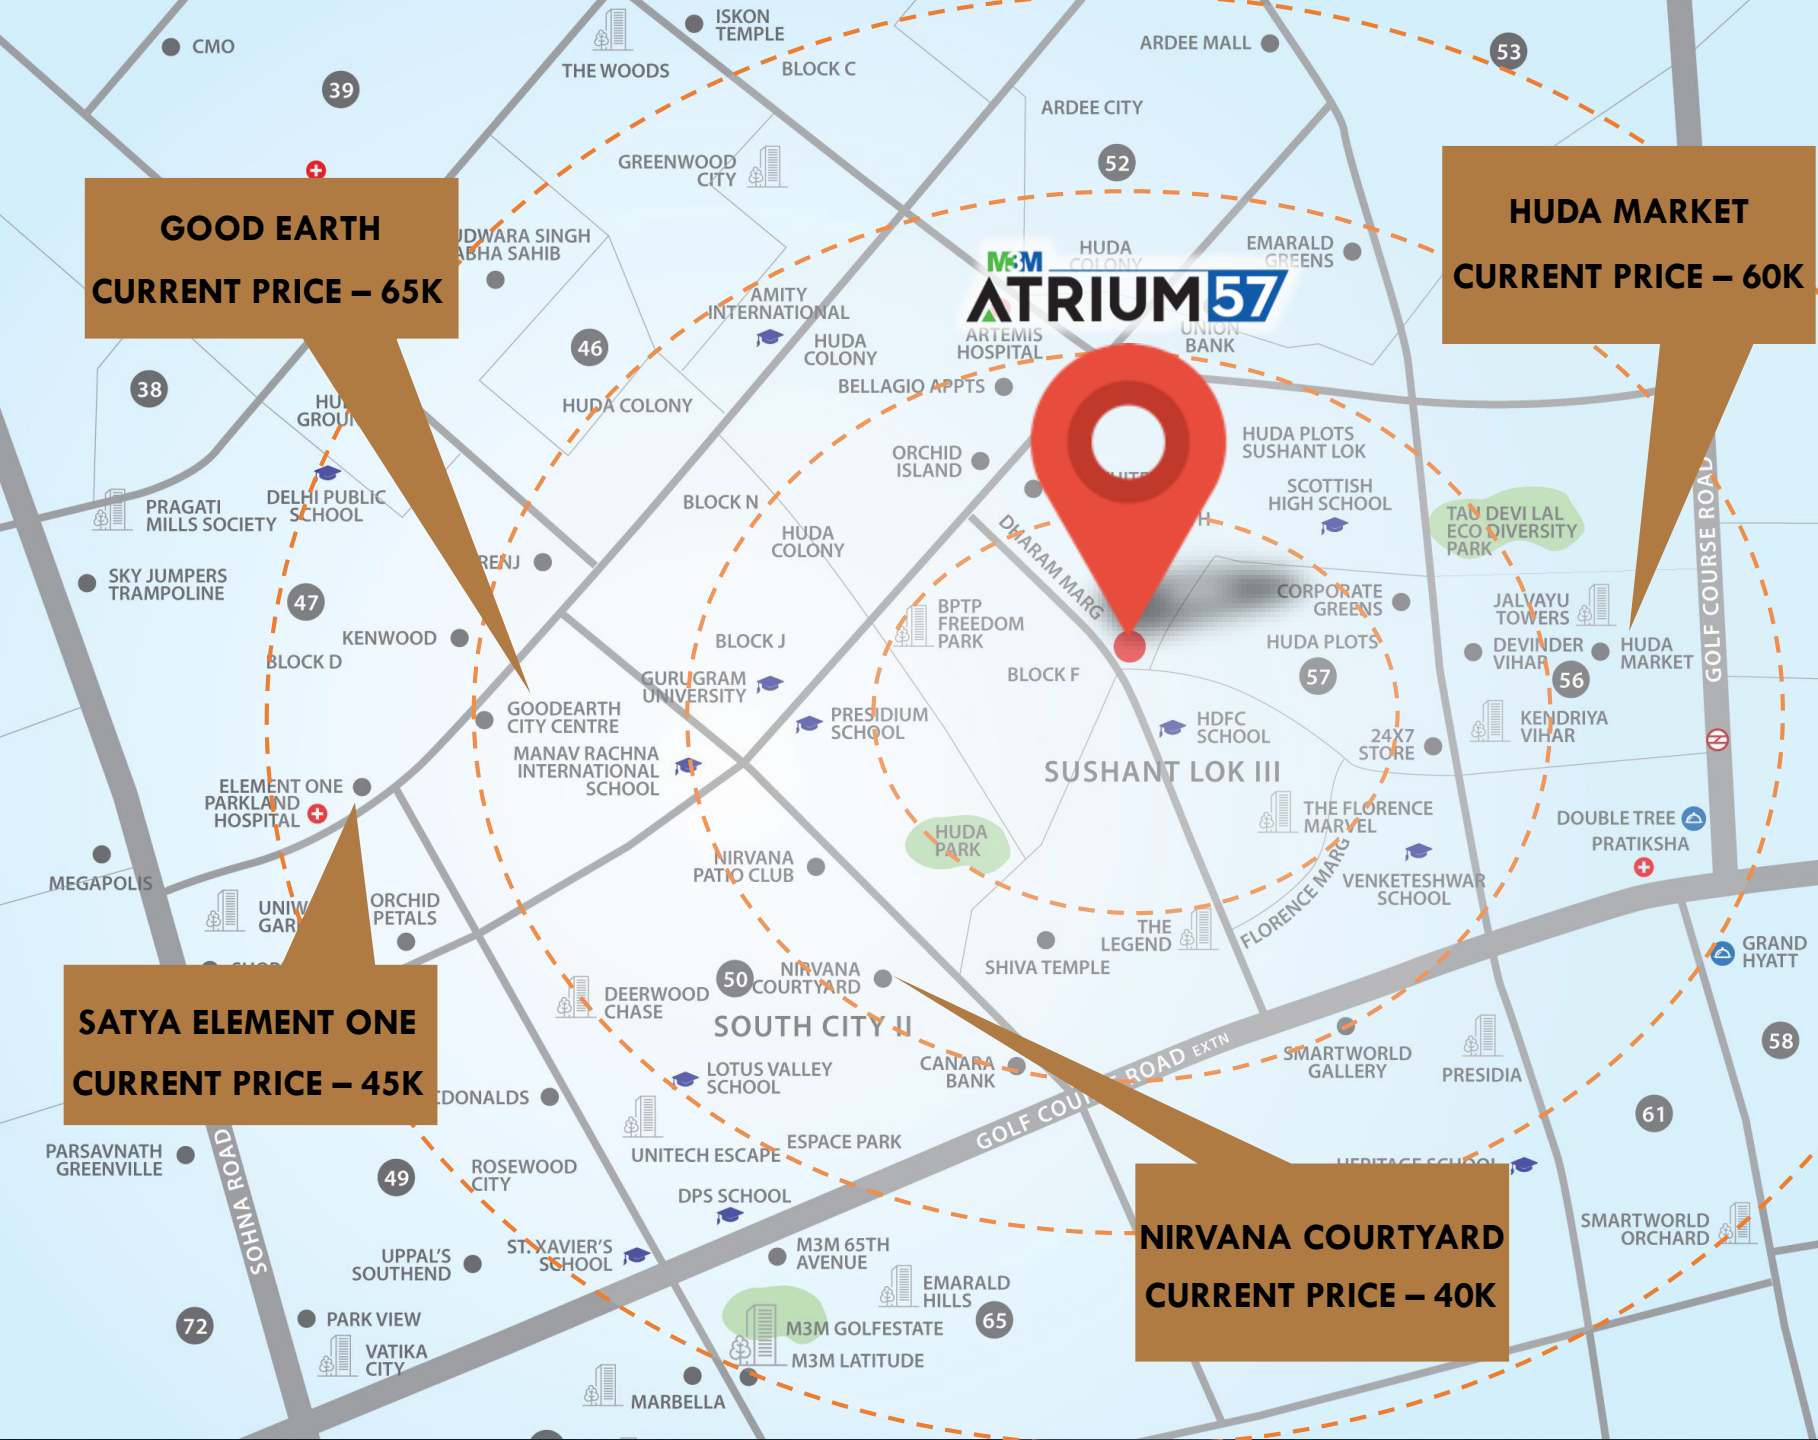 ISKON
TEMPLE
CMO
THE WOODS
BLOCK C
ARDEE MALL
53
39
ARDEE CITY
GREENWOOD
CITY
52
GOOD EARTH
CURRENT PRICE – 65K
HUDA MARKET
CURRENT PRICE – 60K
SINGH
SAHIB
HUDA
COLONY
EMARALD
GREENS
M3M
ATRIUM 57
AMITY
INTERNATIONAL
HUDA
COLONY
ARTEMIS
HOSPITAL
UNION
BANK
46
38
BELLAGIO APPTS
HUDA COLONY
HUDA PLOTS
SUSHANT LOK
ORCHID
ISLAND
SCOTTISH
HIGH SCHOOL
DELHI PUBLIC
SCHOOL
PRAGATI
MILLS SOCIETY
BLOCK N
HUDA
COLONY
DHARAM MARG
TAU DEVI LAL
ECO DIVERSITY
PARK
GOLF COURSE ROAD
SKY JUMPERS
TRAMPOLINE
47
KENWOOD
BLOCK D
BPTP
FREEDOM
PARK
BLOCK J
CORPORATE
GREENS
JALVAYU
TOWERS
HUDA PLOTS
DEVINDER
VIHAR
HUDA
MARKET
57
56
GURUGRAM
UNIVERSITY
BLOCK F
GOODEARTH
CITY CENTRE
PRESIDIUM
SCHOOL
HDFC
SCHOOL
KENDRIYA
VIHAR
24X7
STORE
MANAV RACHNA
INTERNATIONAL
SCHOOL
SUSHANT LOK III
ELEMENT ONE
PARKLAND
HOSPITAL
THE FLORENCE
MARVEL
DOUBLE TREE
PRATIKSHA
HUDA
PARK
MEGAPOLIS
NIRVANA
PATIO CLUB
FLORENCE MARG
VENKETESHWAR
SCHOOL
ORCHID
PETALS
THE
LEGEND
GRAND
HYATT
SHIVA TEMPLE
50
NIRVANA
COURTYARD
DEERWOOD
CHASE
SOUTH CITY II
SATYA ELEMENT ONE
CURRENT PRICE – 45K
58
SMARTWORLD
GALLERY
PRESIDIA
LOTUS VALLEY
SCHOOL
CANARA
BANK
GOLF COURSE ROAD EXTN
61
PARSAVNATH
GREENVILLE
UNITECH ESCAPE
ESPACE PARK
49
ROSEWOOD
CITY
HERITAGE SCHOOL
NIRVANA COURTYARD
CURRENT PRICE – 40K
DPS SCHOOL
SOHNA ROAD
SMARTWORLD
ORCHARD
UPPAL'S
SOUTHEND
ST. XAVIER'S
SCHOOL
M3M 65TH
AVENUE
EMARALD
HILLS
65
72
PARK VIEW
M3M GOLFESTATE
VATIKA
CITY
M3M LATITUDE
MARBELLA